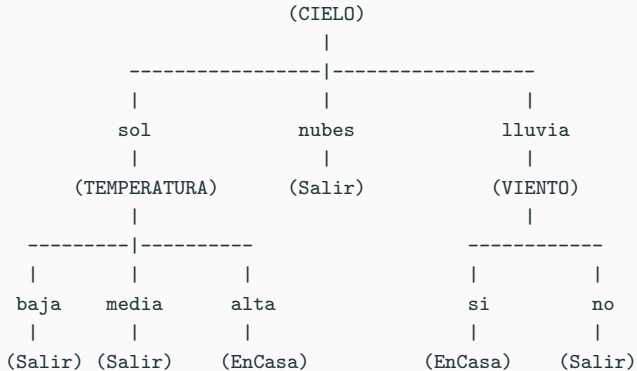 (CIELO)
|
-----------------|------------------
| | |
sol nubes lluvia
| | |
(TEMPERATURA) (Salir) (VIENTO)
| |
---------|---------- ------------
| | | | |
baja media alta si no
| | | | |
(Salir) (Salir) (EnCasa) (EnCasa) (Salir)